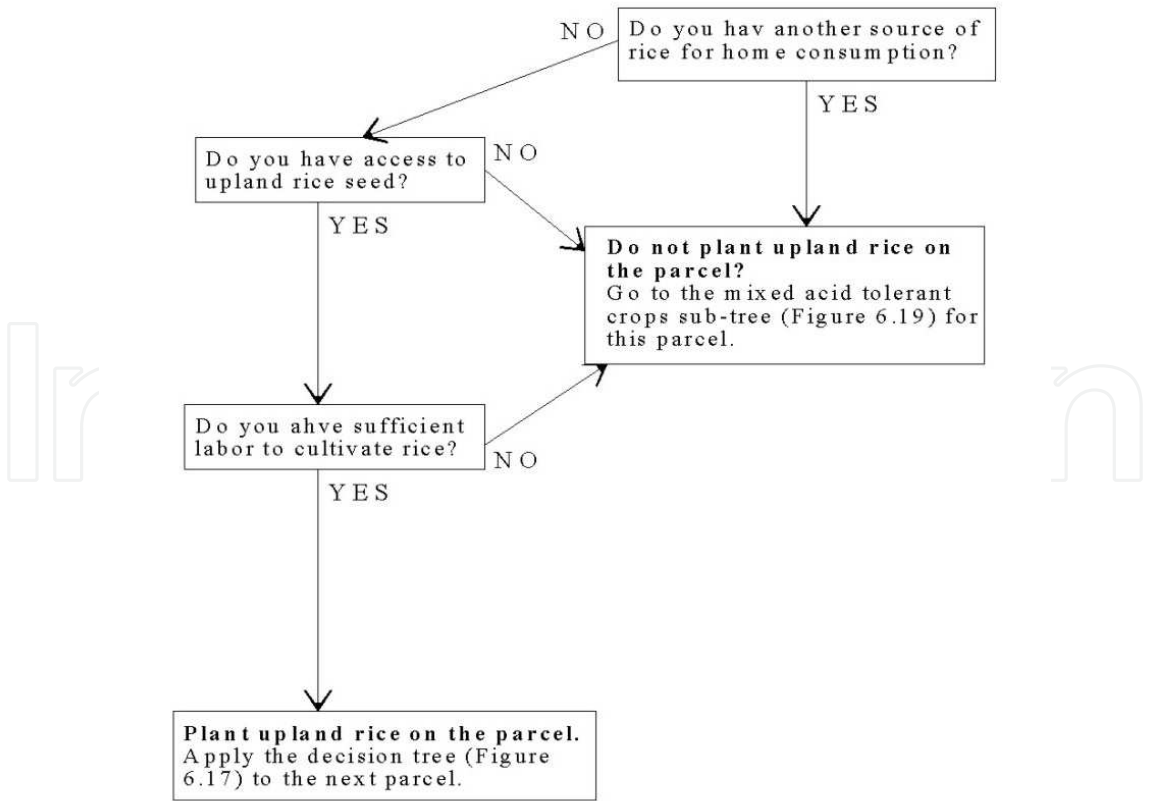 NO
Do you hav another source of
rice for home consumption?
YES
Do you have access to
upland rice seed?
NO
YES
Do not plant upland rice on
the parcel?
Go to the mixed acid tolerant
crops sub-tree (Figure 6.19) for
this parcel.
Do you ahve sufficient
labor to cultivate rice?
NO
YES
Plant upland rice on the parcel.
Apply the decision tree (Figure
6.17) to the next parcel.